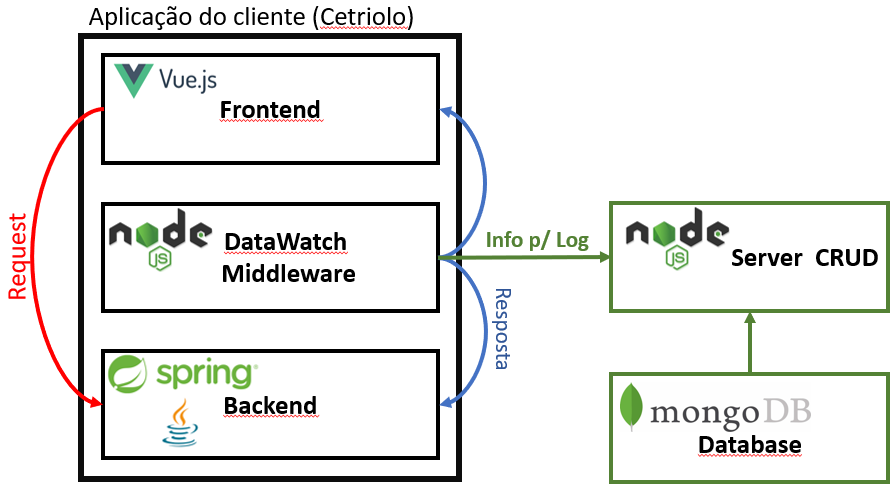 Aplicação do cliente (Cetriolo)
Vue.js
Frontend
Request
node
JS
DataWatch
Middleware
Info p/ Log
Resposta
node
JS
Server CRUD
spring
Backend
Java
mongoDB
Database